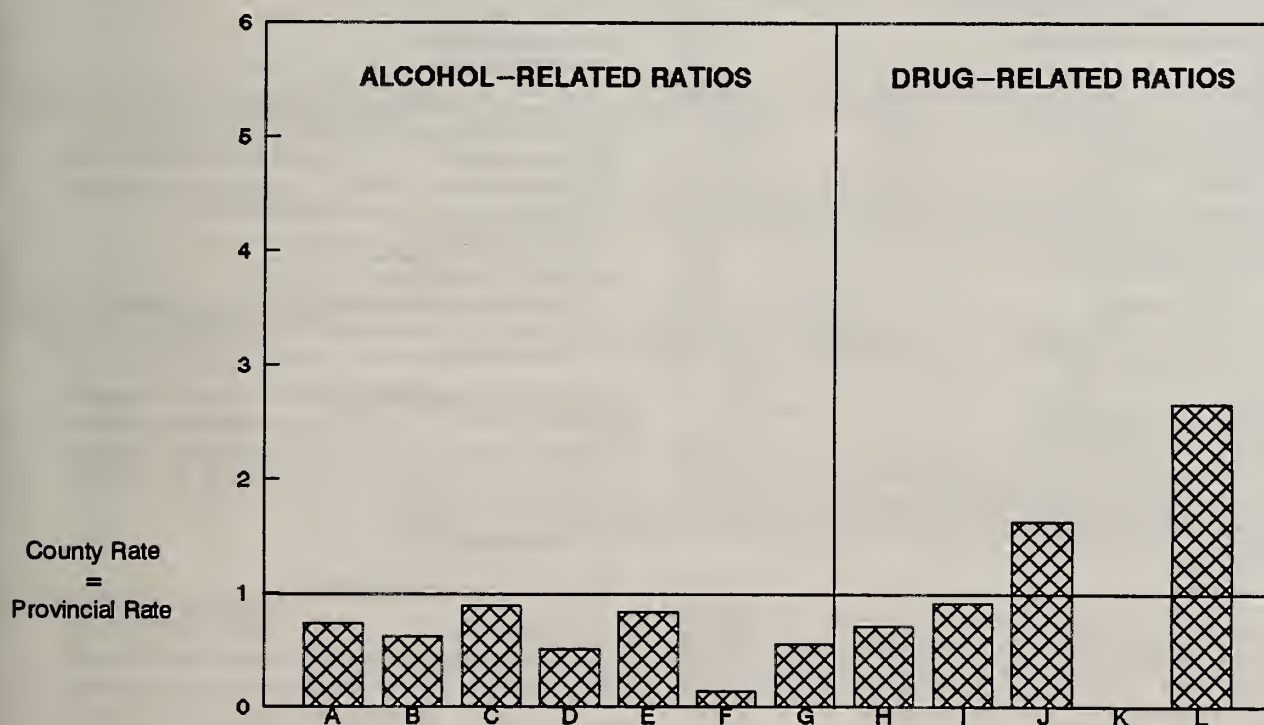 6
ALCOHOL-RELATED RATIOS
DRUG-RELATED RATIOS
5
4
3
2
County Rate
=
Provincial Rate
1
0
A B C D E F G H I J K L